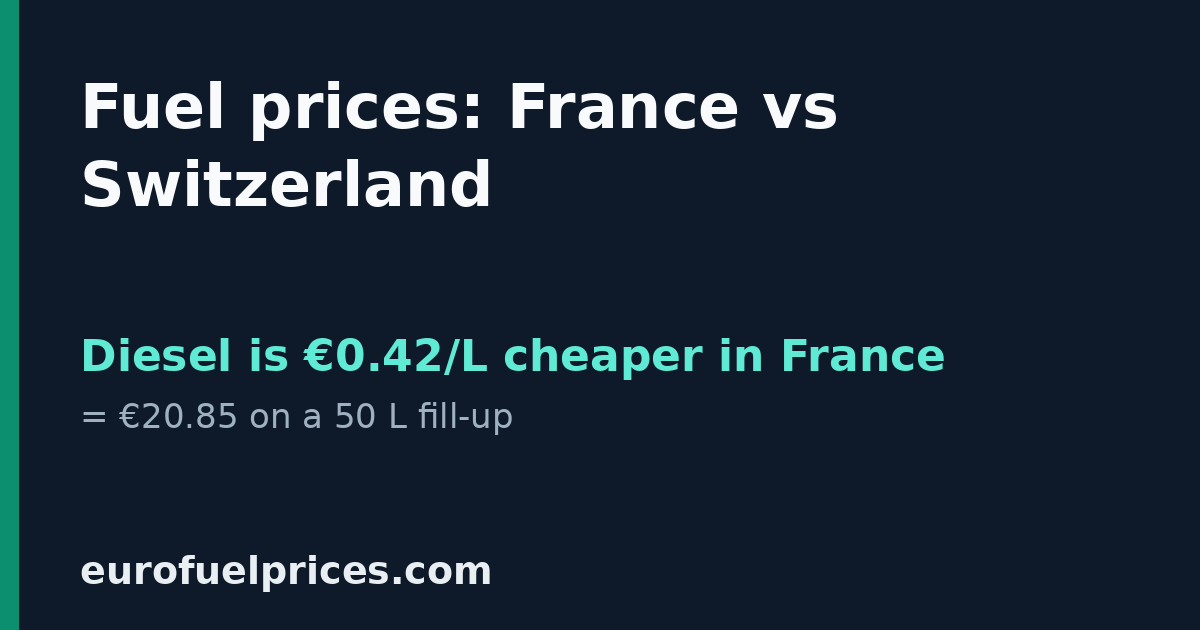 Fuel prices: France vs
Switzerland
Diesel is €0.42/L cheaper in France
= €20.85 on a 50 L fill-up
eurofuelprices.com